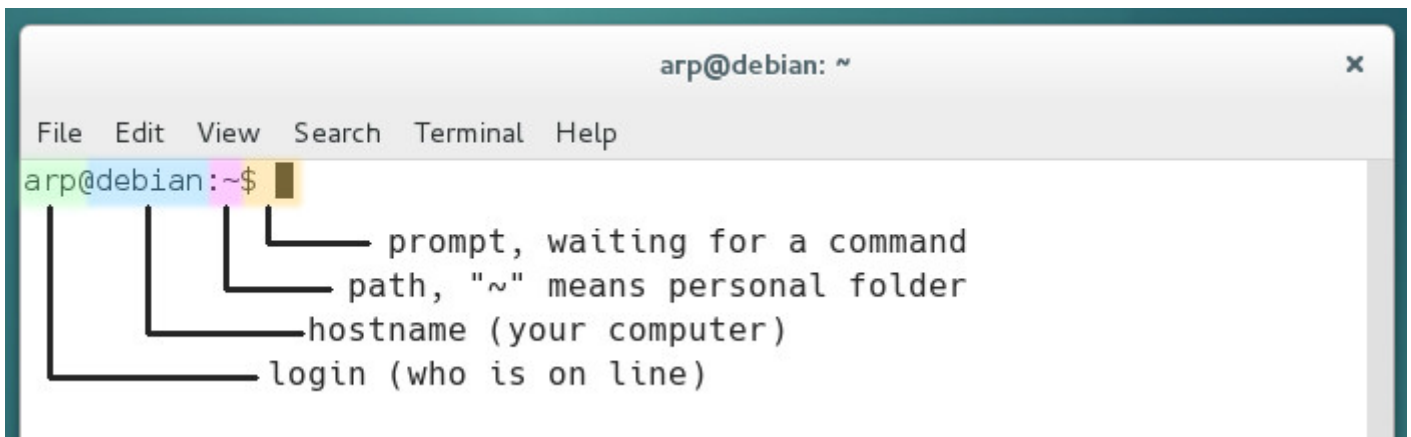 arp@debian: ~
File Edit View Search Terminal Help
arp@debian:~$
prompt, waiting for a command
path, "~" means personal folder
hostname (your computer)
login (who is on line)